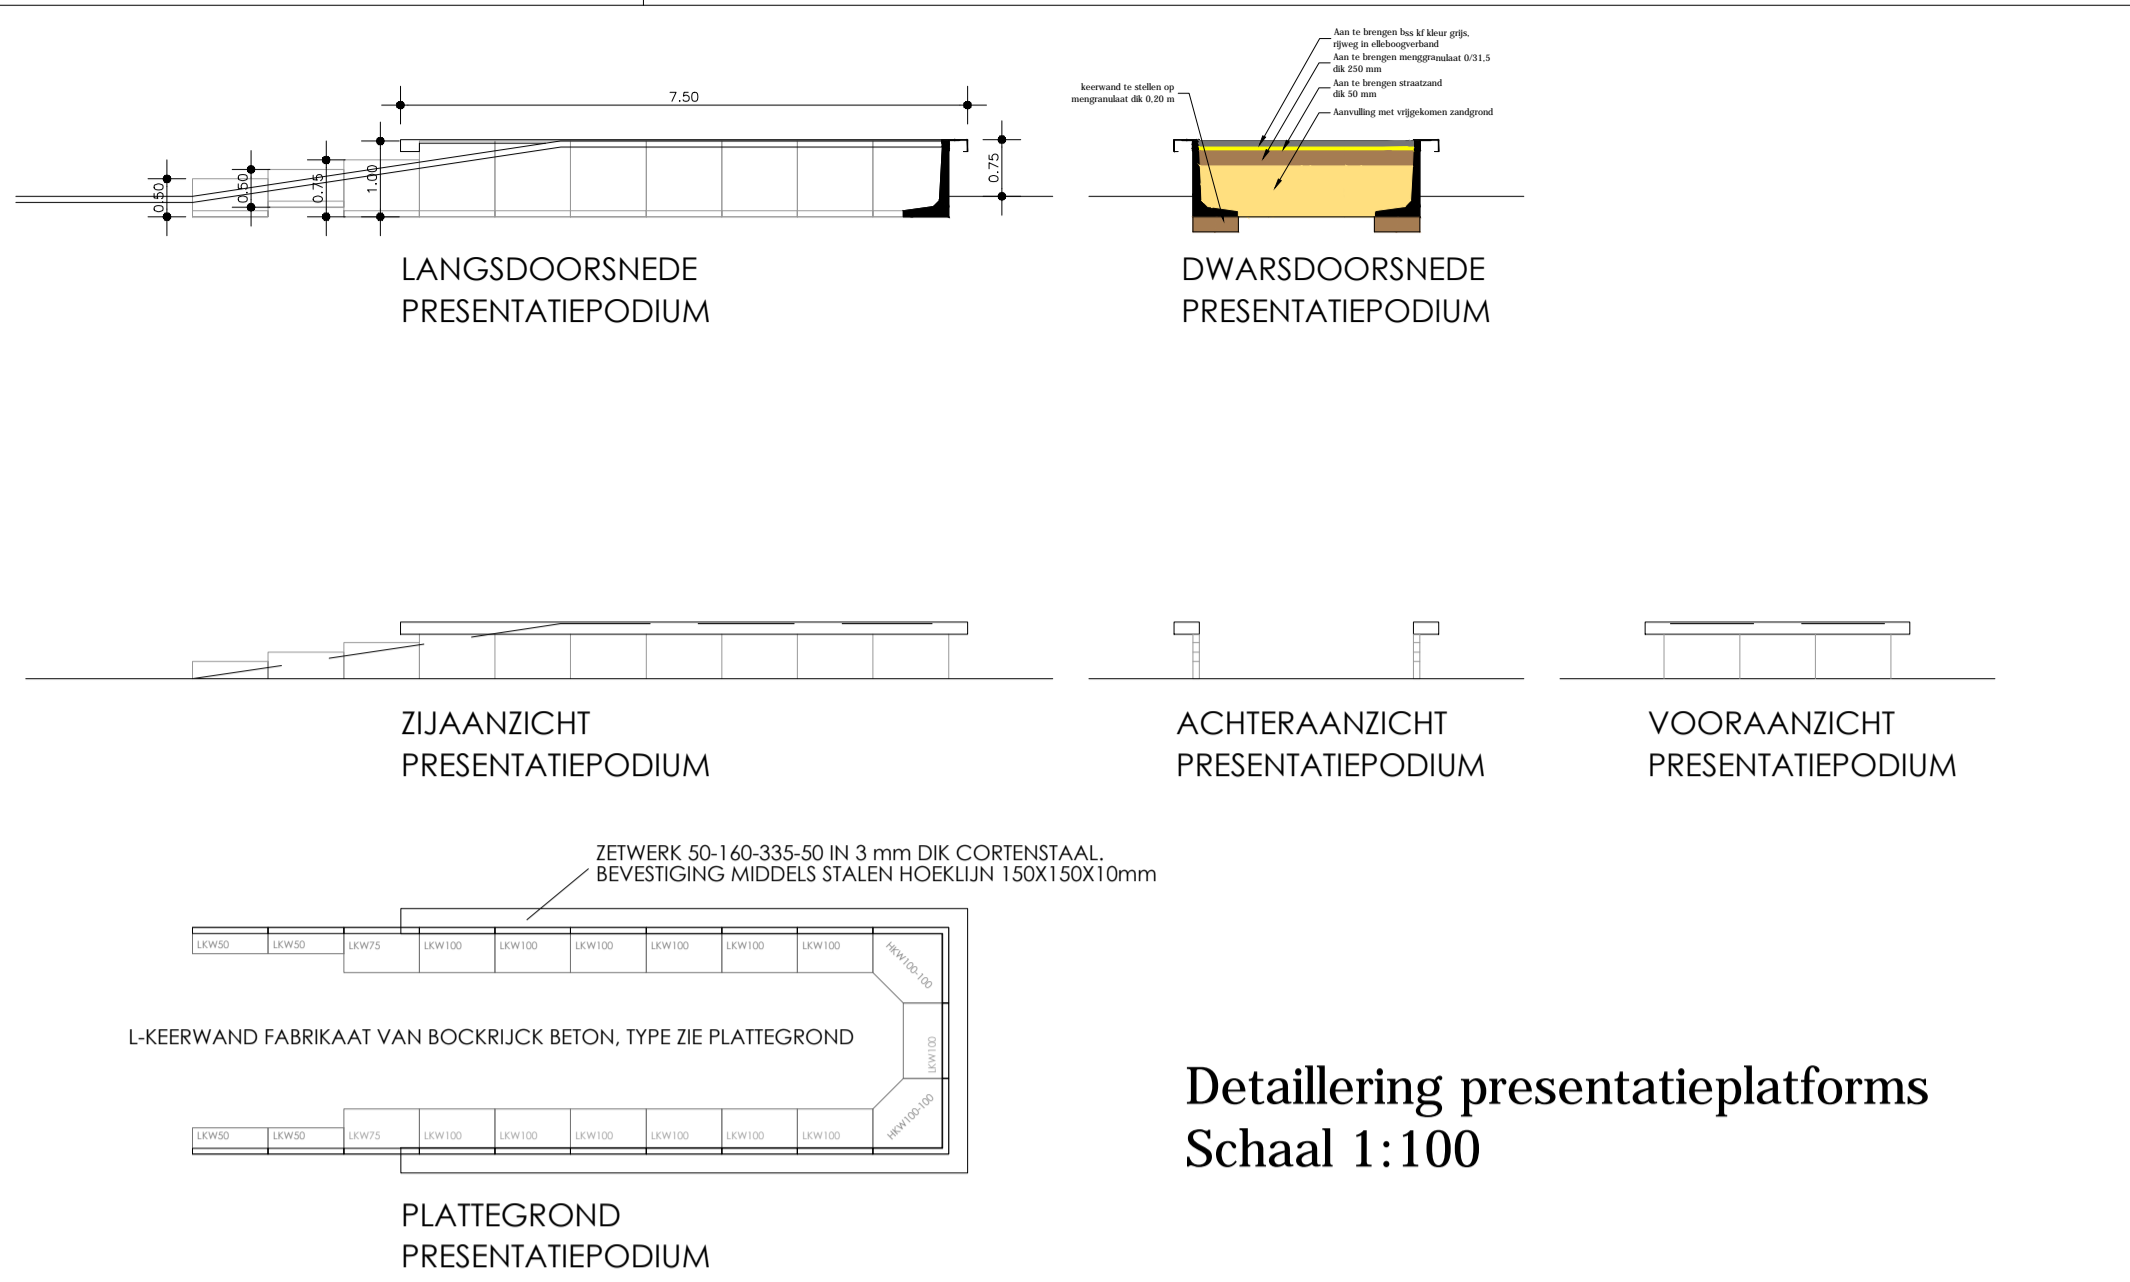 Aan te brengen bss kf kleur grijs,
rijweg in elleboogverband
Aan te brengen menggranulaat 0/31,5
dik 250 mm
Aan te brengen straatzand
dik 50 mm
Aanvulling met vrijgekomen zandgrond
keerwand te stellen op
mengranulaat dik 0,20 m
7.50
0.50
0.50
0.75
1.00
0.75
LANGSDOORSNEDE
PRESENTATIEPODIUM
DWARSDOORSNEDE
PRESENTATIEPODIUM
ZIJAANZICHT
PRESENTATIEPODIUM
ACHTERAANZICHT
PRESENTATIEPODIUM
VOORAANZICHT
PRESENTATIEPODIUM
ZETWERK 50-160-335-50 IN 3 mm DIK CORTENSTAAL.
BEVESTIGING MIDDELS STALEN HOEKLIJN 150X150X10mm
LKW50 LKW50 LKW75 LKW100 LKW100 LKW100 LKW100 LKW100 LKW100
HKW100-100
L-KEERWAND FABRIKAAT VAN BOCKRIJCK BETON, TYPE ZIE PLATTEGROND
LKW100
HKW100-100
LKW50 LKW50 LKW75 LKW100 LKW100 LKW100 LKW100 LKW100 LKW100
Detaillering presentatieplatforms
Schaal 1:100
PLATTEGROND
PRESENTATIEPODIUM